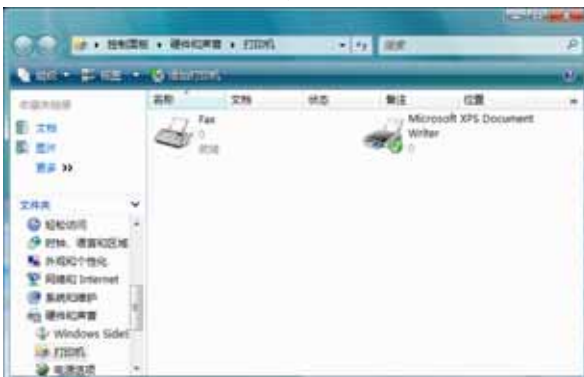 控制面板 ▸ 硬件和声音 ▸ 打印机
搜索
组织 视图 添加打印机
名称 文档 状态 备注 位置
收藏夹链接
文档
图片
更多 >>
文件夹
轻松访问
时钟、语言和区域
外观和个性化
网络和 Internet
系统和维护
硬件和声音
Windows Side
打印机
电源选项
Fax
0
就绪
Microsoft XPS Document
Writer
0